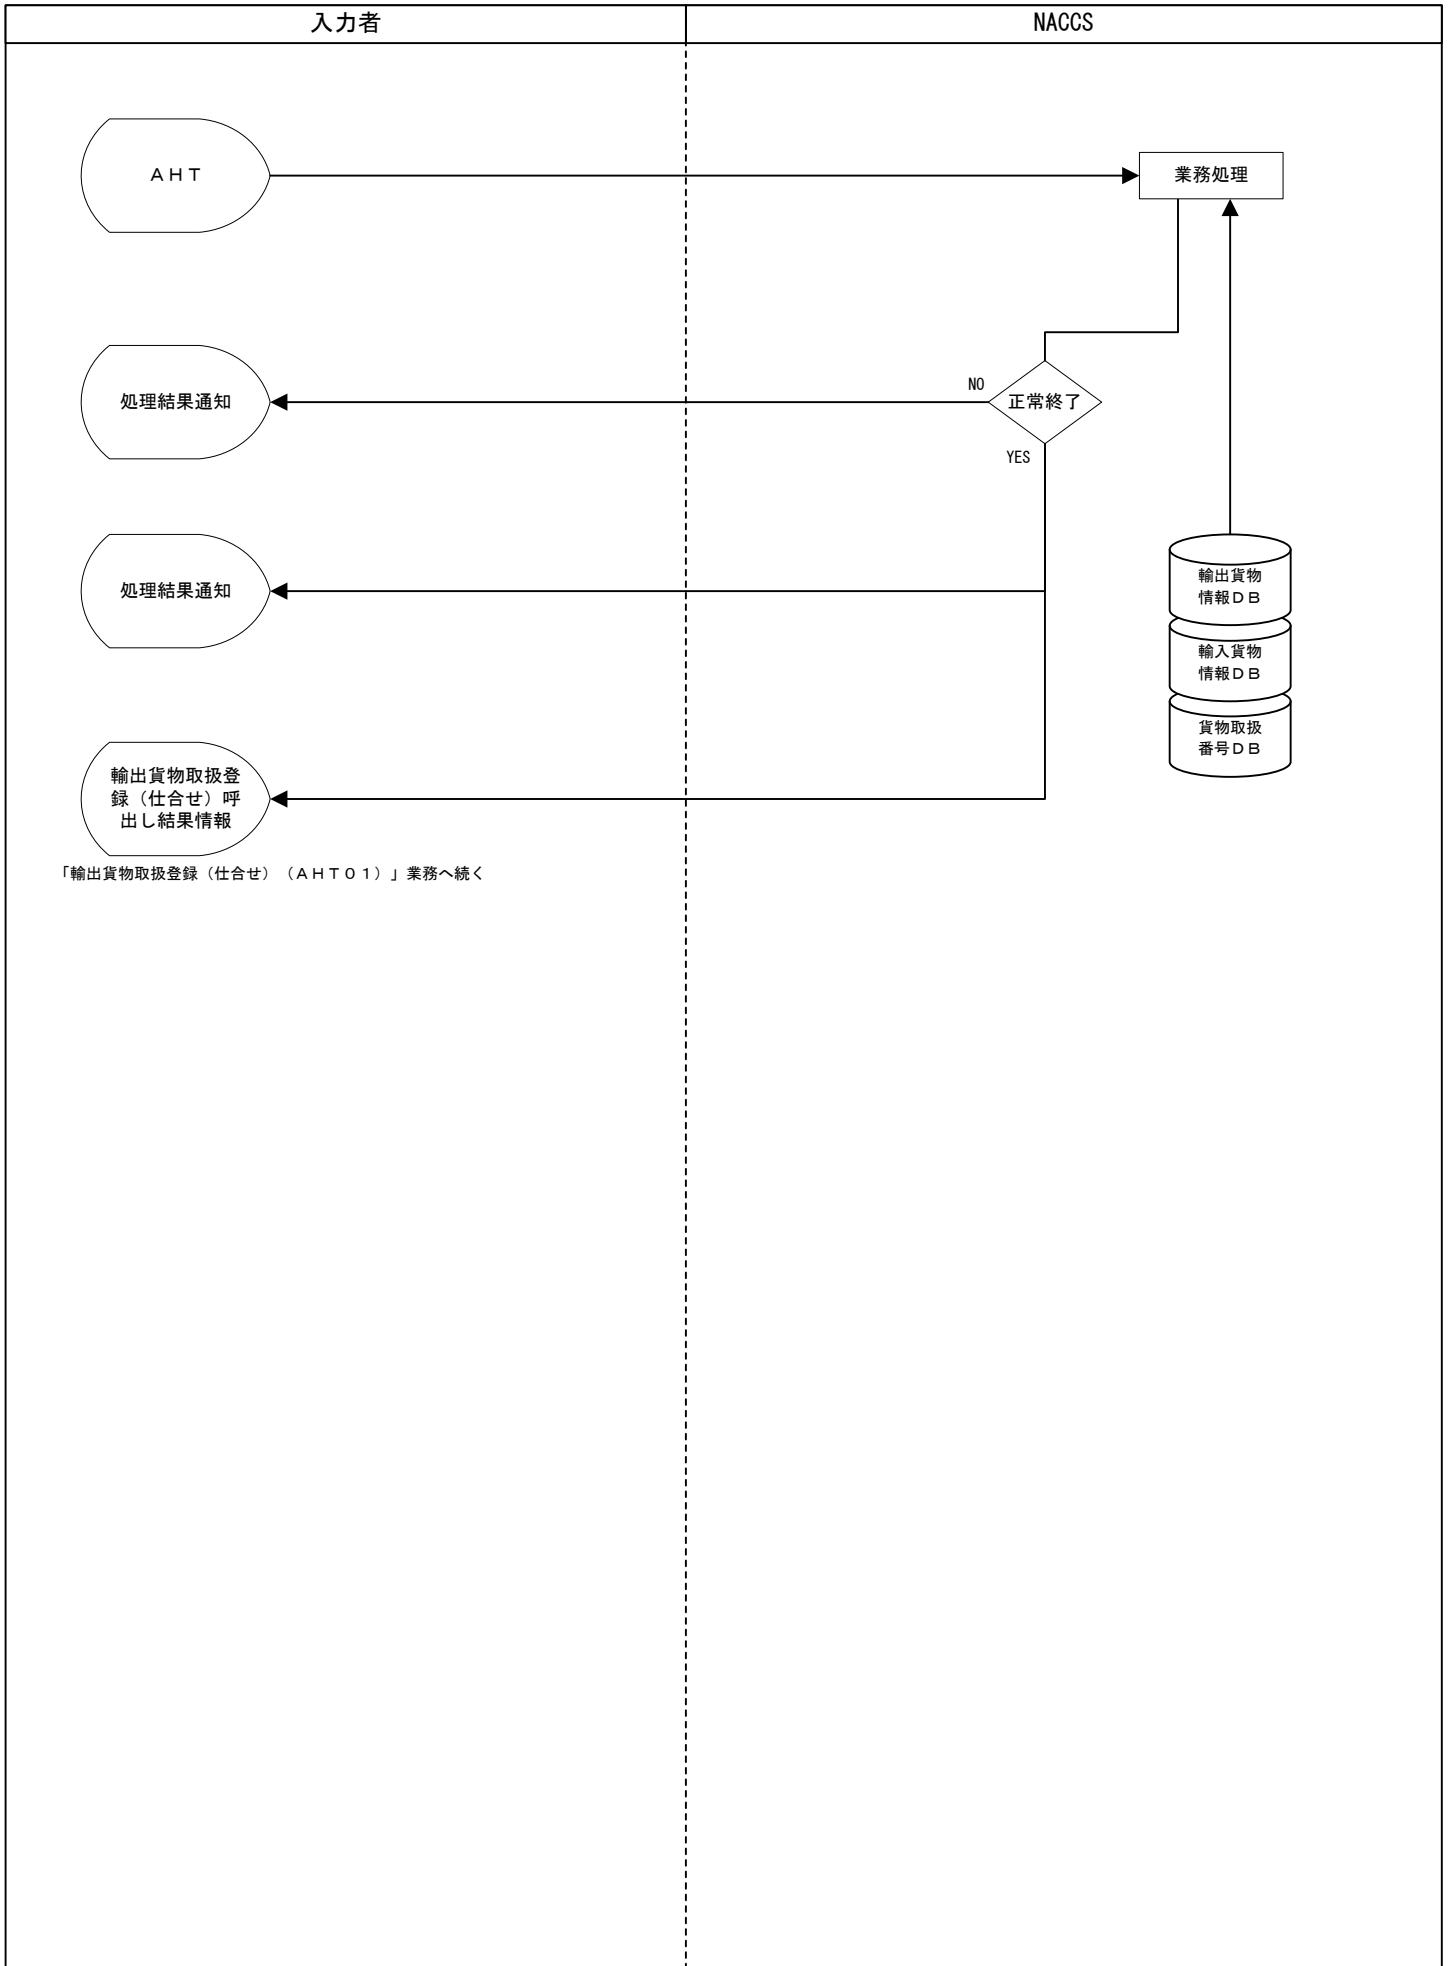 入力者
NACCS
ＡＨＴ
業務処理
処理結果通知
NO
正常終了
YES
処理結果通知
輸出貨物
情報ＤＢ
輸入貨物
情報ＤＢ
貨物取扱
番号ＤＢ
輸出貨物取扱登
録（仕合せ）呼
出し結果情報
「輸出貨物取扱登録（仕合せ）（ＡＨＴ０１）」業務へ続く